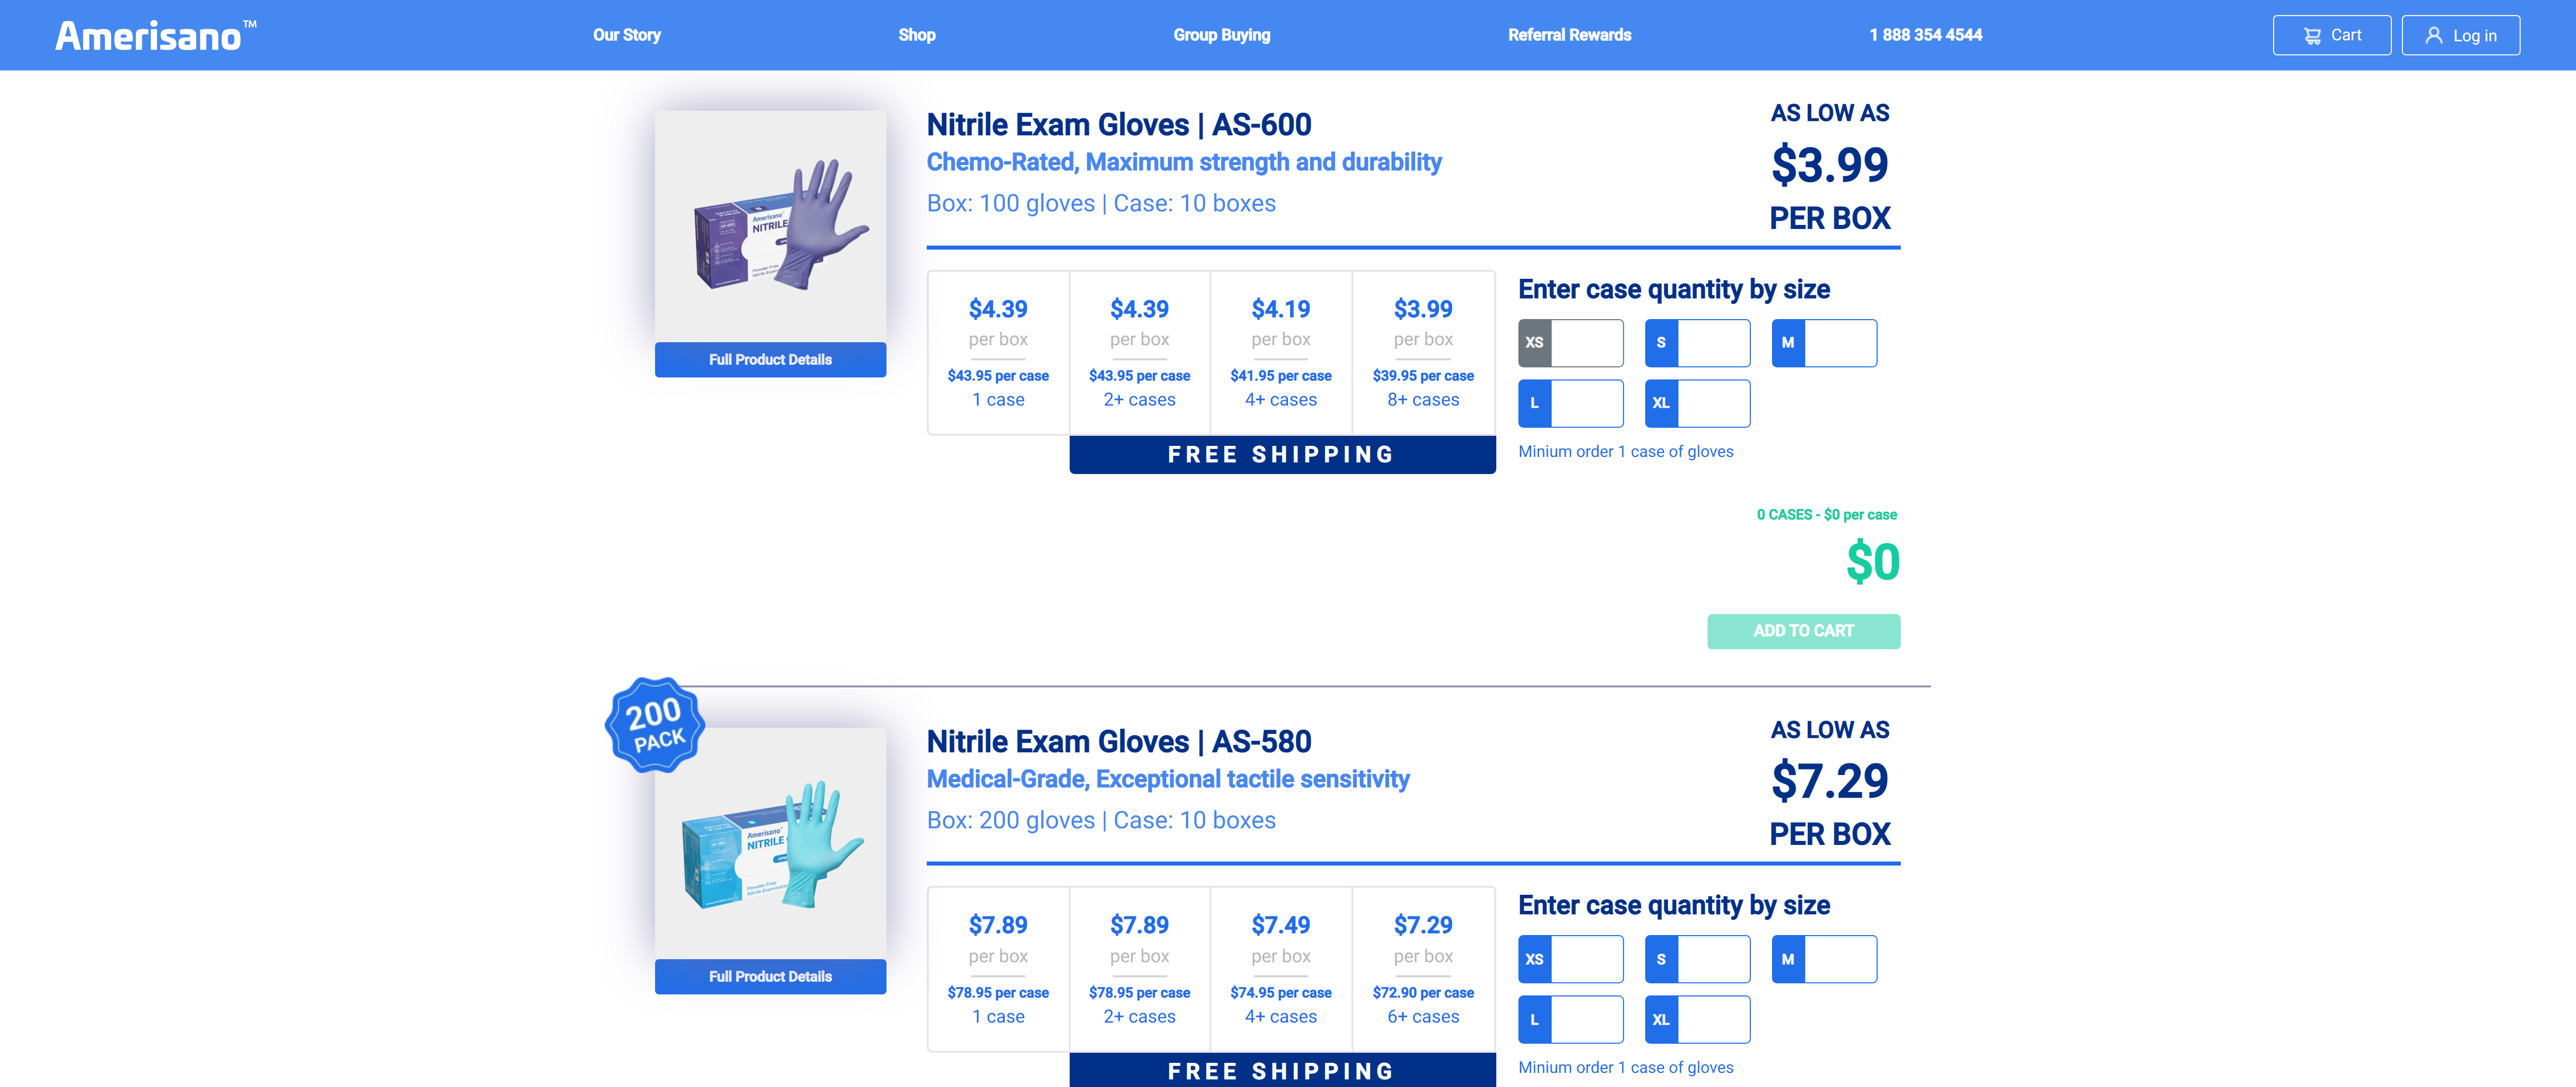 Amerisano™
Our Story
Shop
Group Buying
Referral Rewards
1 888 354 4544
Cart
Log in
Amerisano
NITRILE
Powder Free
Full Product Details
Nitrile Exam Gloves | AS-600
Chemo-Rated, Maximum strength and durability
Box: 100 gloves | Case: 10 boxes
AS LOW AS
$3.99
PER BOX
$4.39
per box
$43.95 per case
1 case
$4.39
per box
$43.95 per case
2+ cases
$4.19
per box
$41.95 per case
4+ cases
$3.99
per box
$39.95 per case
8+ cases
FREE SHIPPING
Enter case quantity by size
XS
S
M
L
XL
Minium order 1 case of gloves
0 CASES - $0 per case
$0
ADD TO CART
200
PACK
Amerisano
NITRILE
Powder Free
Full Product Details
Nitrile Exam Gloves | AS-580
Medical-Grade, Exceptional tactile sensitivity
Box: 200 gloves | Case: 10 boxes
AS LOW AS
$7.29
PER BOX
$7.89
per box
$78.95 per case
1 case
$7.89
per box
$78.95 per case
2+ cases
$7.49
per box
$74.95 per case
4+ cases
$7.29
per box
$72.90 per case
6+ cases
FREE SHIPPING
Enter case quantity by size
XS
S
M
L
XL
Minium order 1 case of gloves